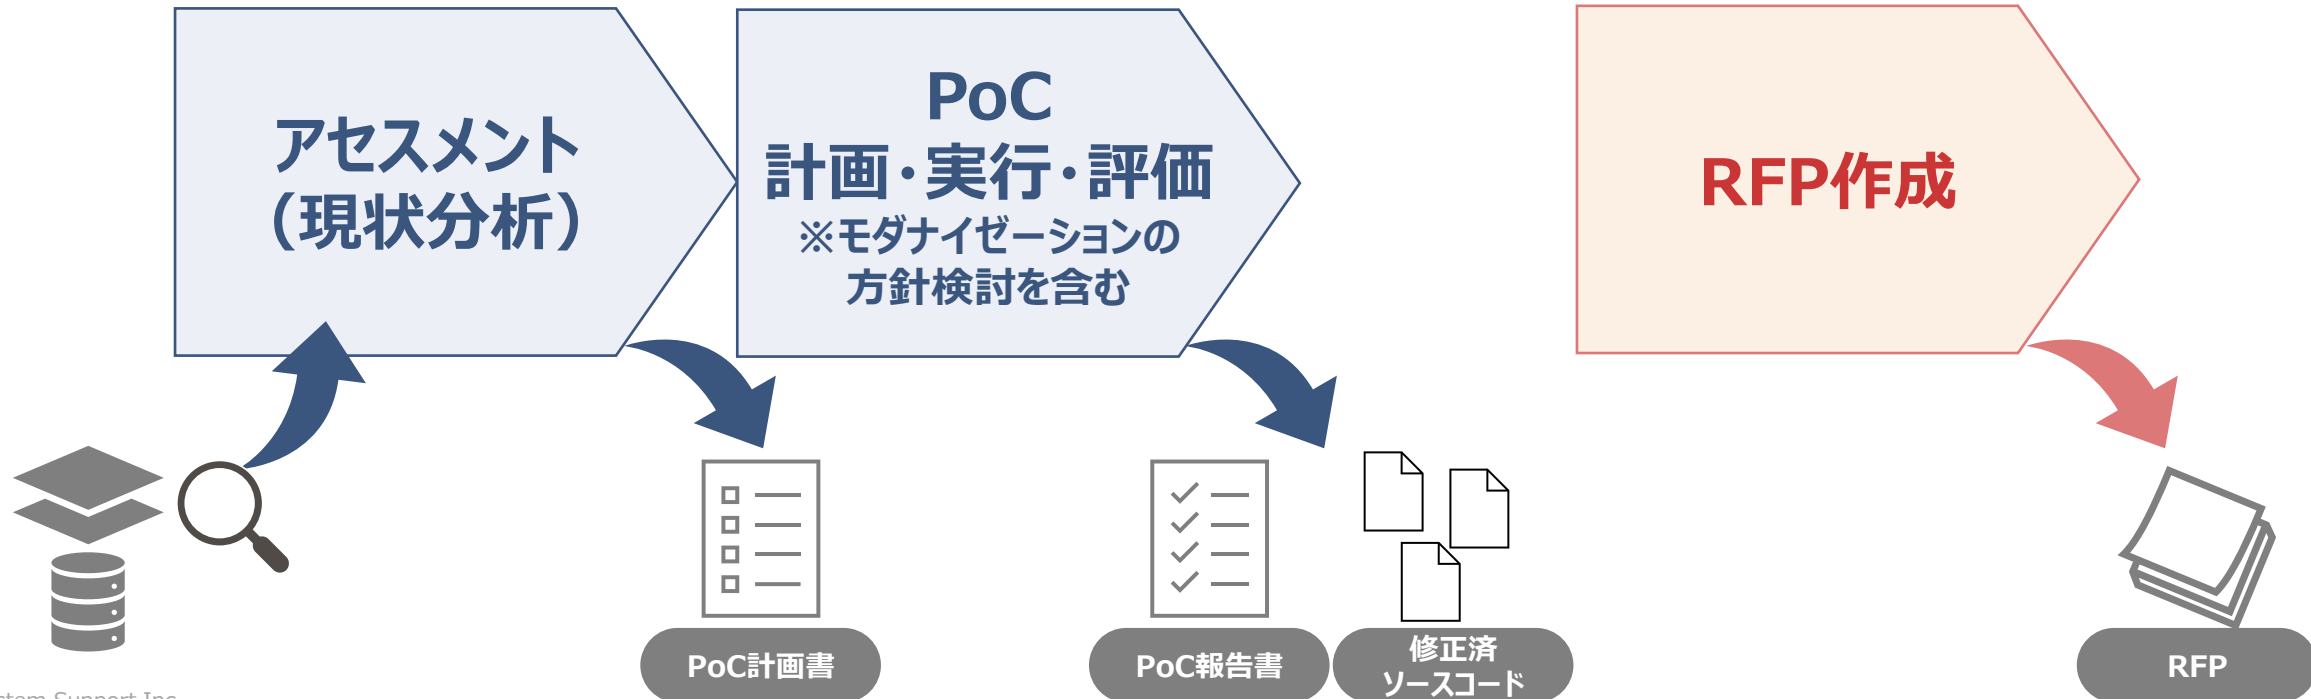 アセスメント
（現状分析）
PoC
計画・実行・評価
※モダナイゼーションの
方針検討を含む
RFP作成
PoC計画書
PoC報告書
修正済
ソースコード
RFP
Support Inc